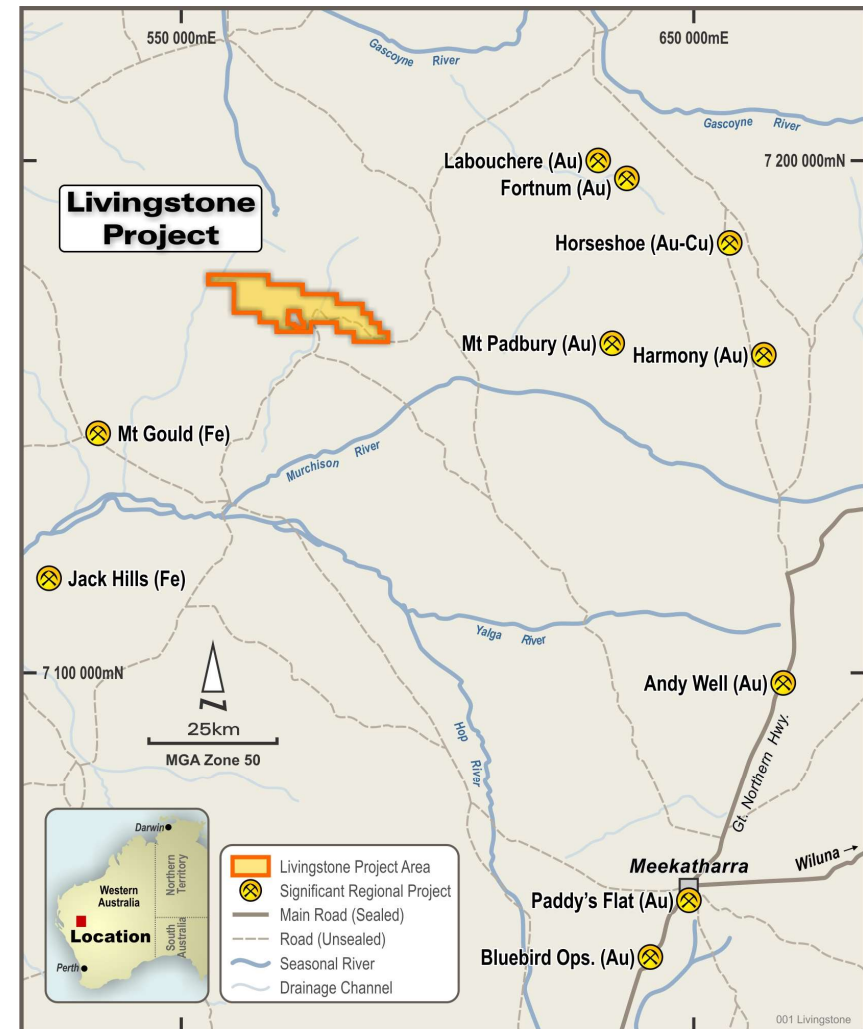 550 000mE
650 000mE
Gascoyne River
Gascoyne River
7 200 000mN
Labouchere (Au)
Fortnum (Au)
Livingstone
Project
Horseshoe (Au-Cu)
Mt Padbury (Au)
Harmony (Au)
Mt Gould (Fe)
Murchison River
Jack Hills (Fe)
Yalga River
7 100 000mN
Z
25km
MGA Zone 50
Andy Well (Au)
Hop River
Gt. Northern Hwy.
Meekatharra
Wiluna →
Paddy's Flat (Au)
Bluebird Ops. (Au)
Darwin
Western
Australia
Northern
Territory
South
Australia
Location
Perth
Livingstone Project Area
Significant Regional Project
Main Road (Sealed)
Road (Unsealed)
Seasonal River
Drainage Channel
001 Livingstone